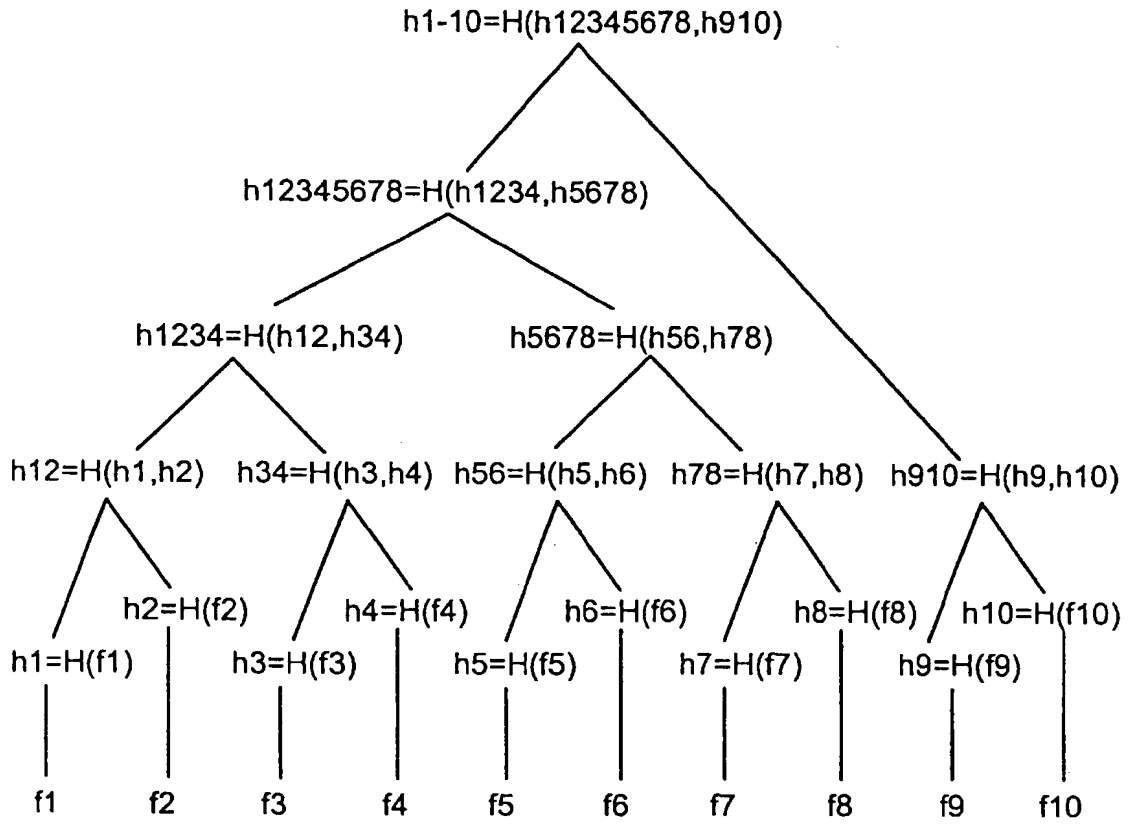 h1-10=H(h12345678,h910)
h12345678=H(h1234,h5678)
h1234=H(h12,h34) h5678=H(h56,h78)
h12=H(h1,h2) h34=H(h3,h4) h56=H(h5,h6) h78=H(h7,h8) h910=H(h9,h10)
h2=H(f2) h4=H(f4) h6=H(f6) h8=H(f8) h10=H(f10)
h1=H(f1) h3=H(f3) h5=H(f5) h7=H(f7) h9=H(f9)
f1 f2 f3 f4 f5 f6 f7 f8 f9 f10